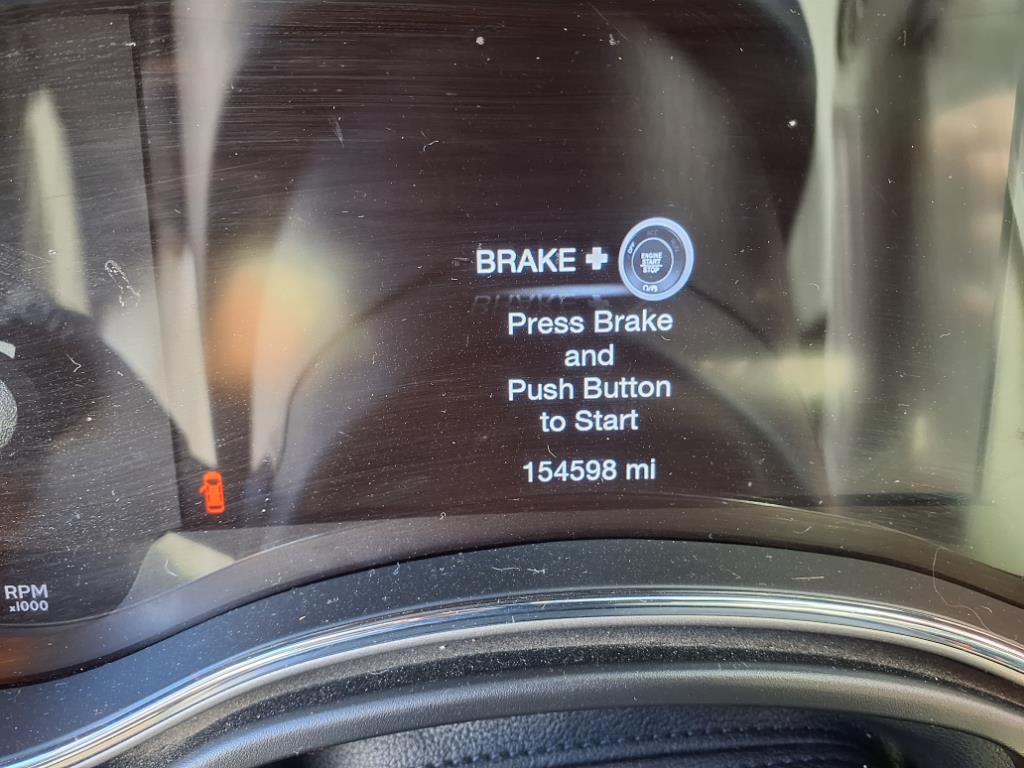 BRAKE +
ENGINE
START
STOP
Press Brake
and
Push Button
to Start
154598 mi
RPM
x1000